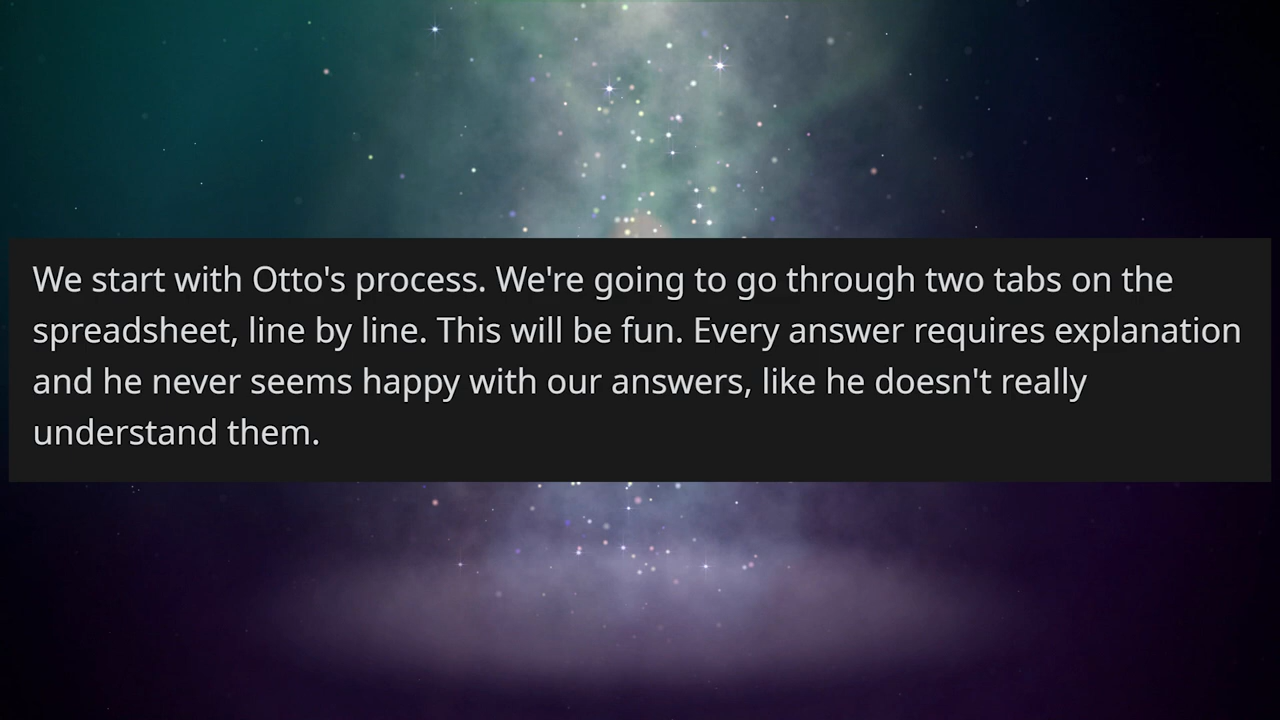 We start with Otto's process. We're going to go through two tabs on the
spreadsheet, line by line. This will be fun. Every answer requires explanation
and he never seems happy with our answers, like he doesn't really
understand them.